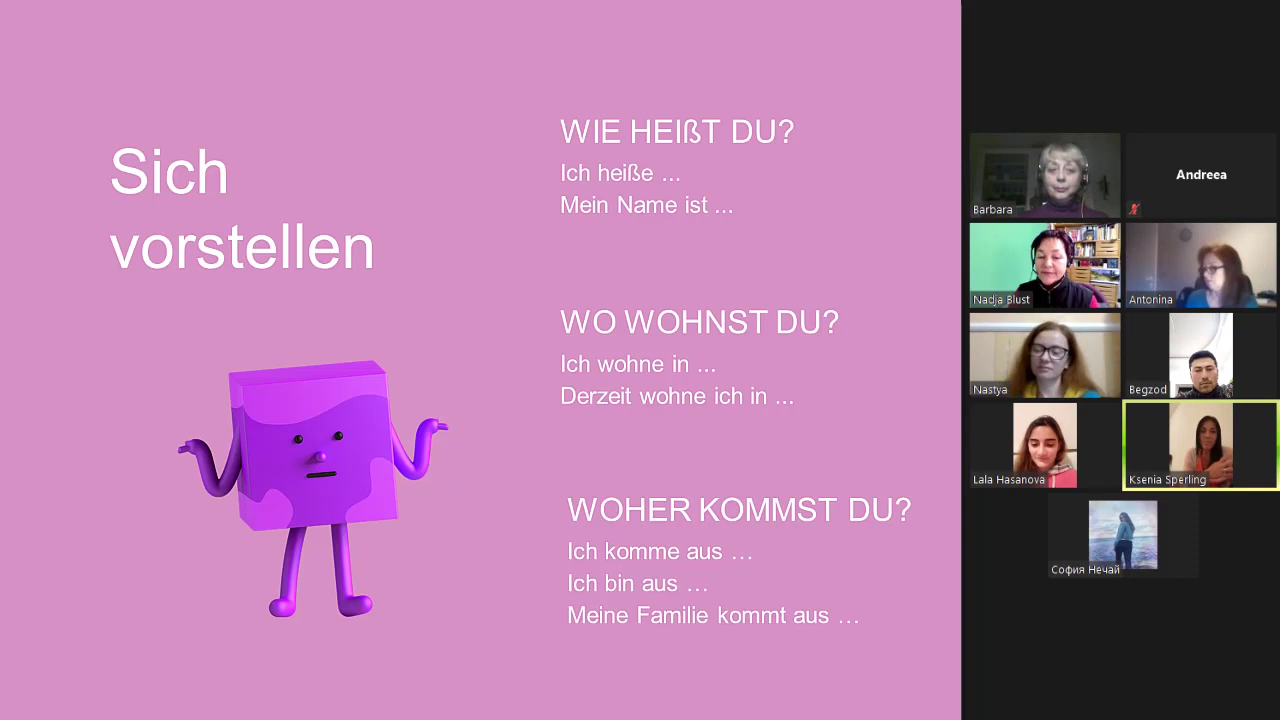 Sich
vorstellen
WIE HEIßT DU?
Ich heiße ...
Mein Name ist ...
WO WOHNST DU?
Ich wohne in ...
Derzeit wohne ich in ...
WOHER KOMMST DU?
Ich komme aus …
Ich bin aus …
Meine Familie kommt aus …
Barbara
Andreea
Nadja Blust
Antonina
Nastya
Begzod
Lala Hasanova
Ksenia Sperling
София Нечай